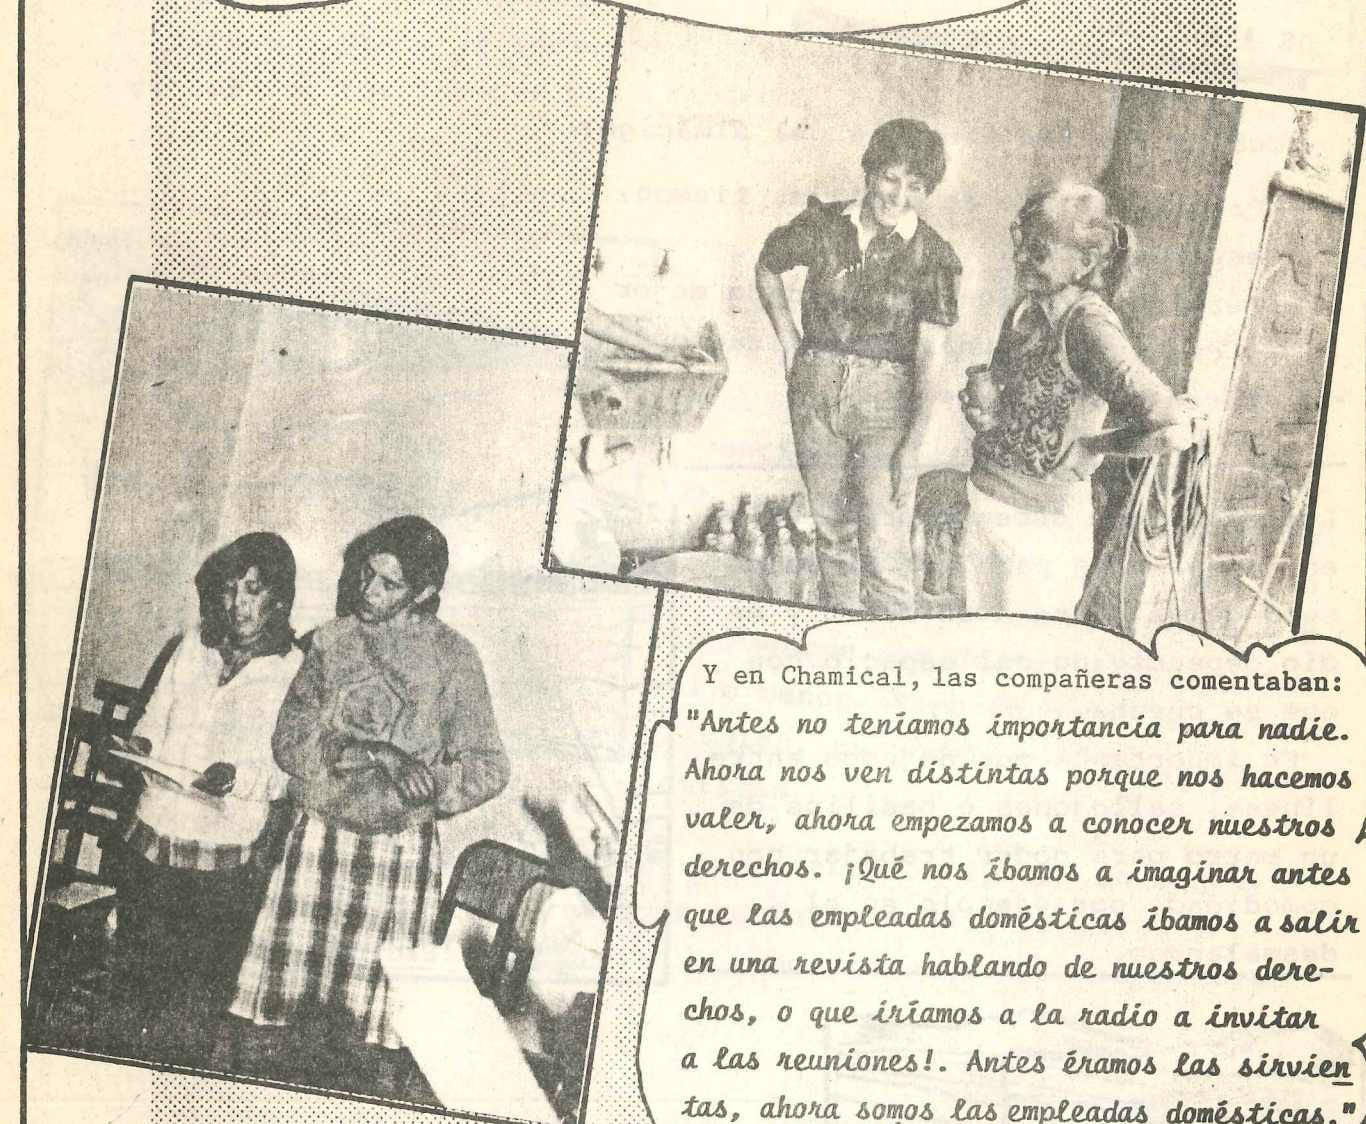 Y en Chamical, las compañeras comentaban:
"Antes no teníamos importancia para nadie.
Ahora nos ven distintas porque nos hacemos
valer, ahora empezamos a conocer nuestros
derechos. ¡Qué nos íbamos a imaginar antes
que las empleadas domésticas íbamos a salir
en una revista hablando de nuestros dere-
chos, o que iríamos a la radio a invitar
a las reuniones!. Antes éramos las sirvien
tas, ahora somos las empleadas domésticas."